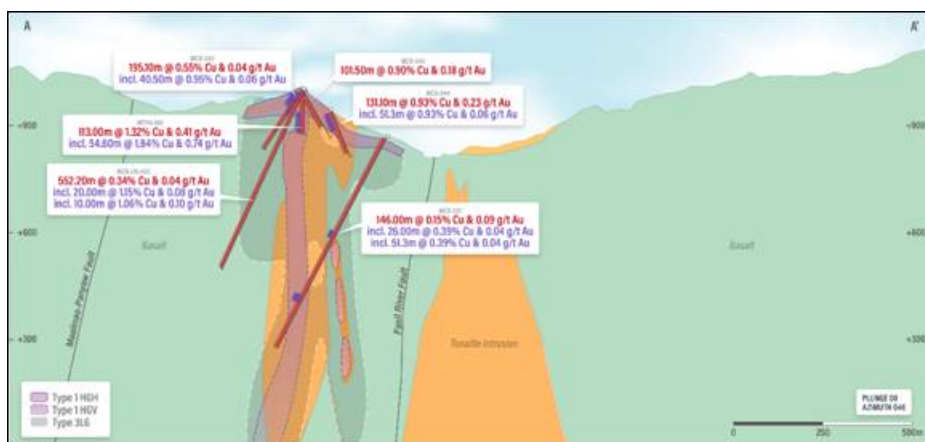 A
A'
195.10m @ 0.55% Cu & 0.04 g/t Au
incl. 40.50m @ 0.95% Cu & 0.06 g/t Au
101.50m @ 0.90% Cu & 0.18 g/t Au
131.10m @ 0.93% Cu & 0.23 g/t Au
incl. 51.3m @ 0.93% Cu & 0.06 g/t Au
+900
+900
113.00m @ 1.32% Cu & 0.41 g/t Au
incl. 54.60m @ 1.84% Cu & 0.74 g/t Au
552.20m @ 0.34% Cu & 0.04 g/t Au
incl. 20.00m @ 1.15% Cu & 0.08 g/t Au
incl. 10.00m @ 1.06% Cu & 0.10 g/t Au
146.00m @ 0.15% Cu & 0.09 g/t Au
incl. 26.00m @ 0.39% Cu & 0.04 g/t Au
incl. 51.3m @ 0.39% Cu & 0.04 g/t Au
+600
+600
Basalt
Basalt
Fault
River Fault
+300
+300
Tonalite Intrusion
Type 1 HGH
Type 1 HGV
Type 3LG
PLUNGE 00
AZIMUTH 046
0
250
500m